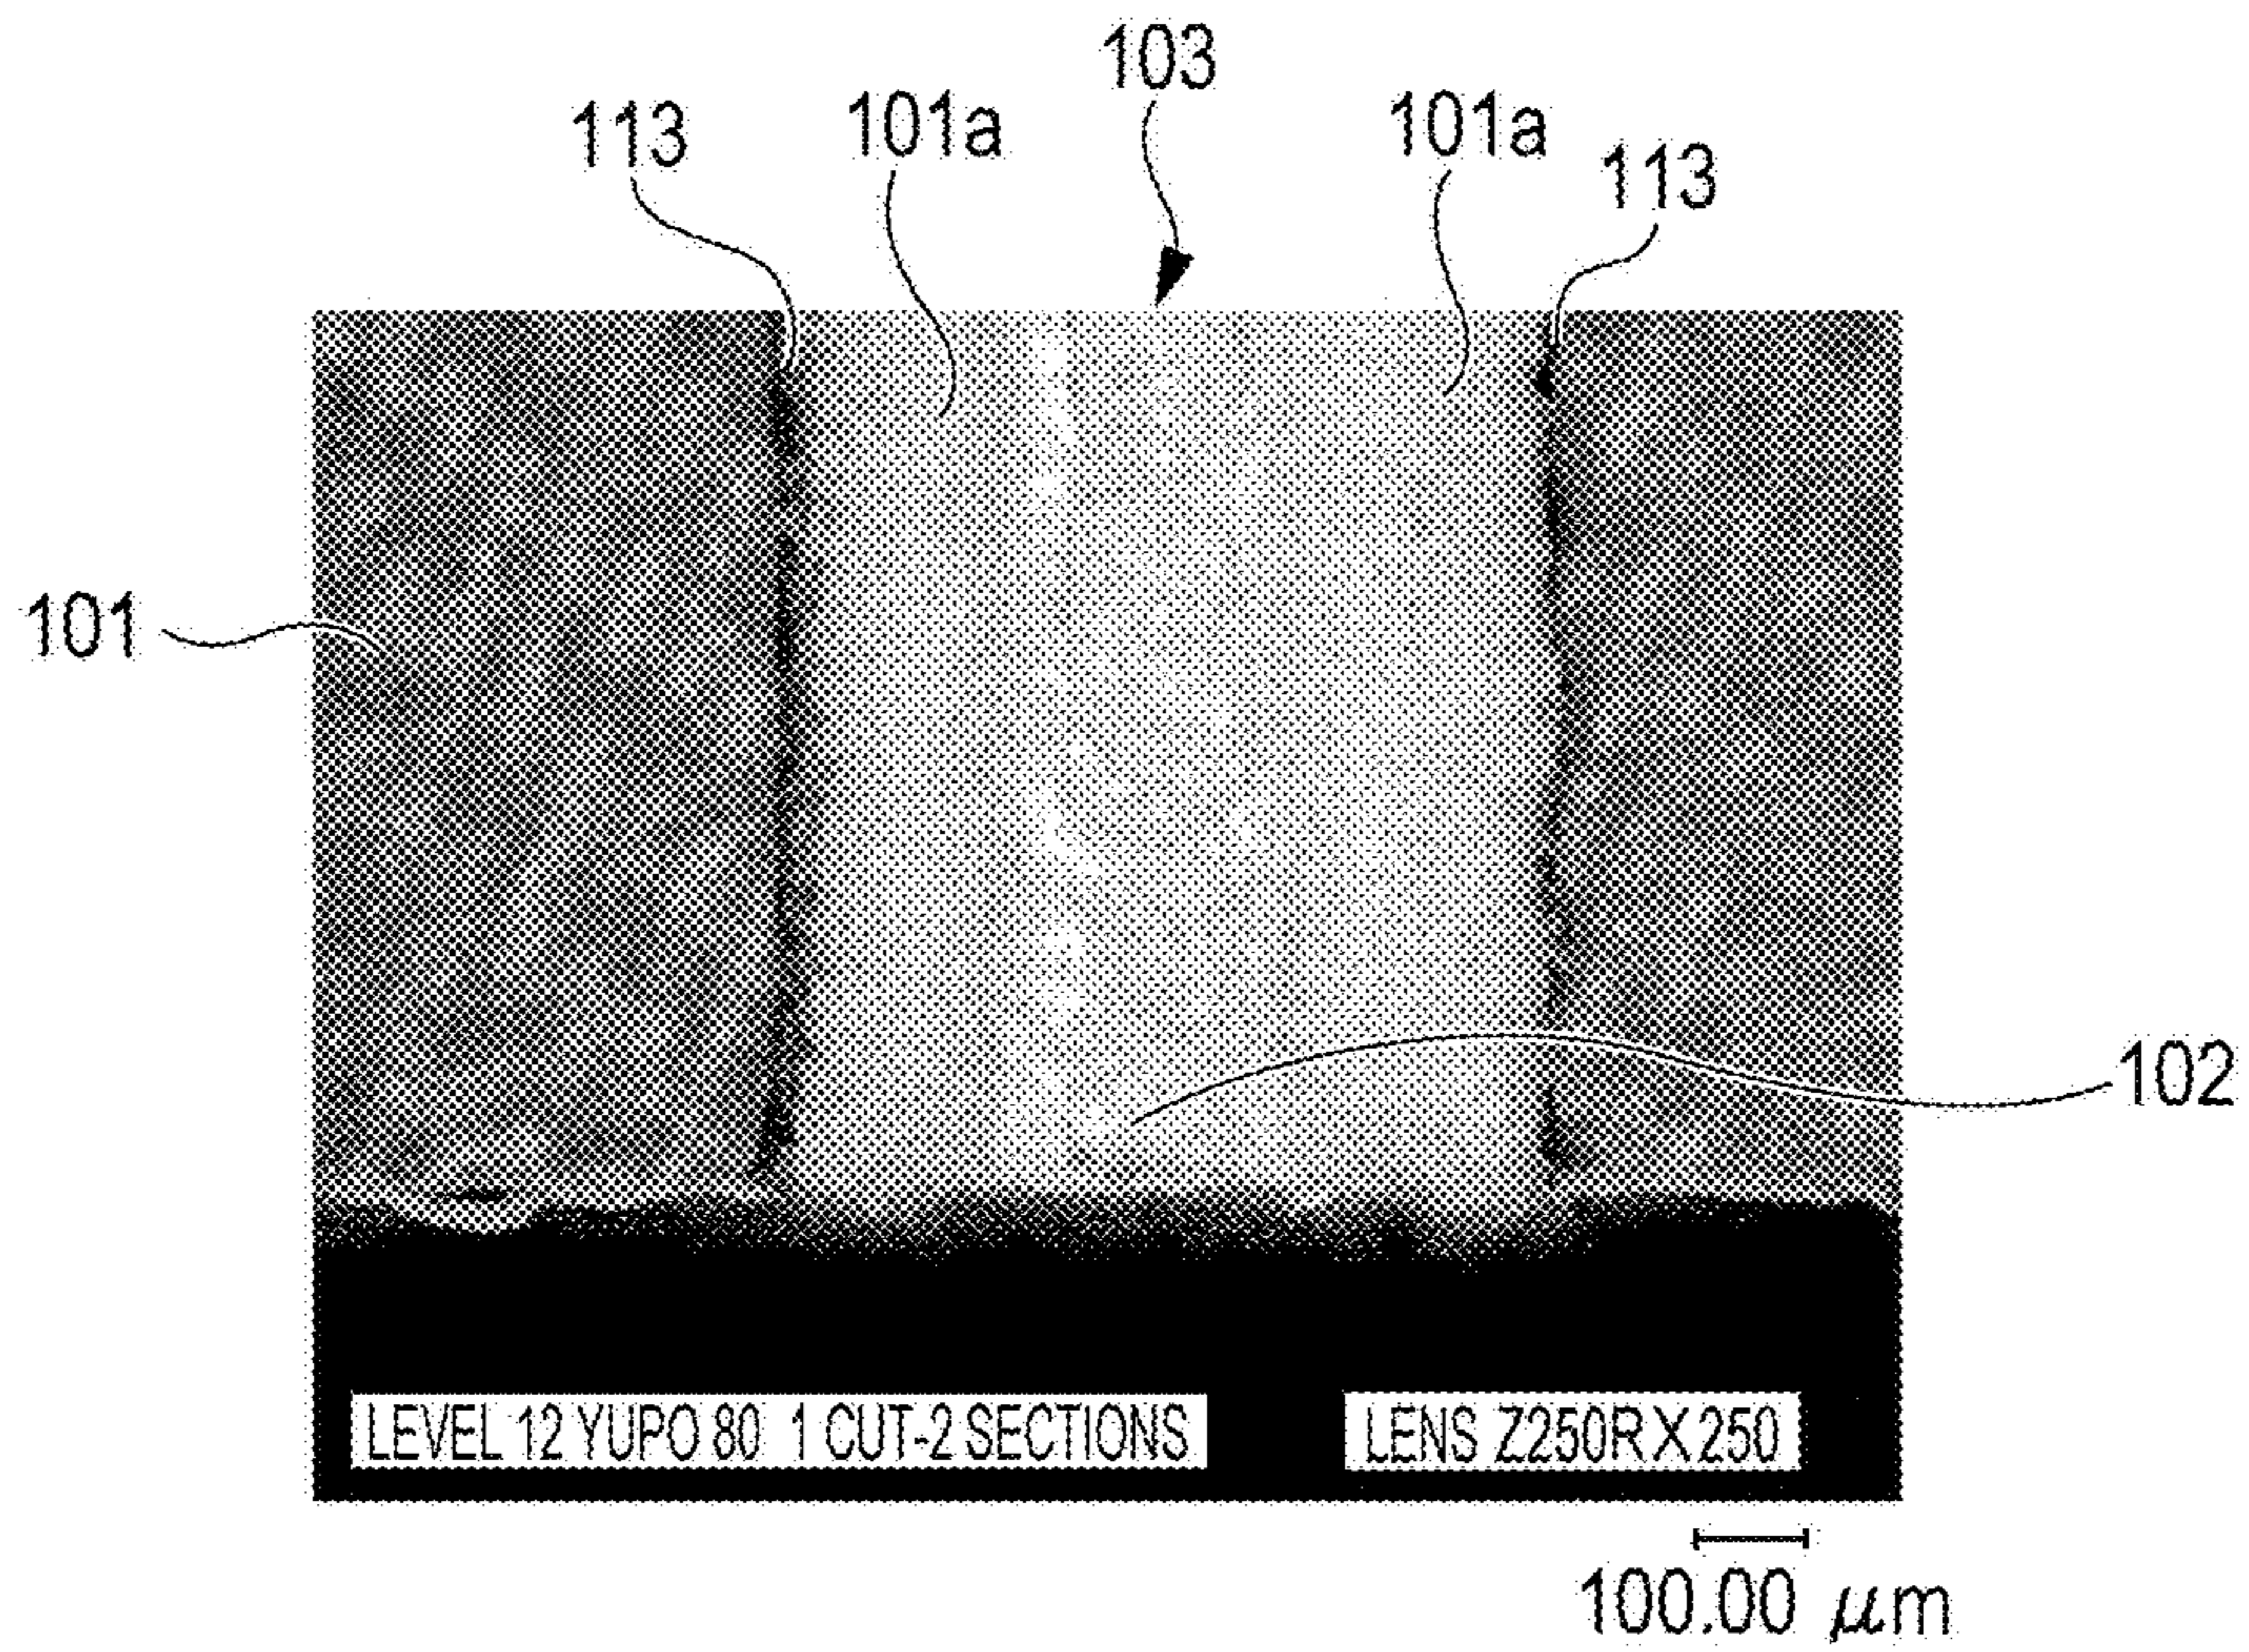 103
113 101a 101a 113
101
102
LEVEL 12 YUPO 80 1 CUT-2 SECTIONS LENS Z250R X 250
100.00 μm